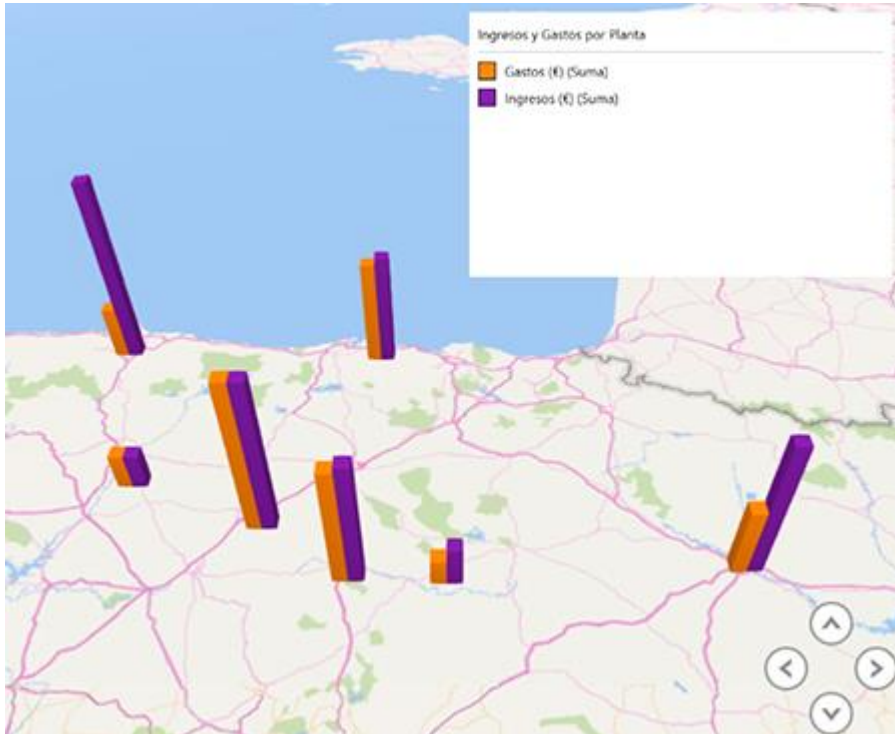 Ingresos y Gastos por Planta
Gastos (€) (Suma)
Ingresos (€) (Suma)